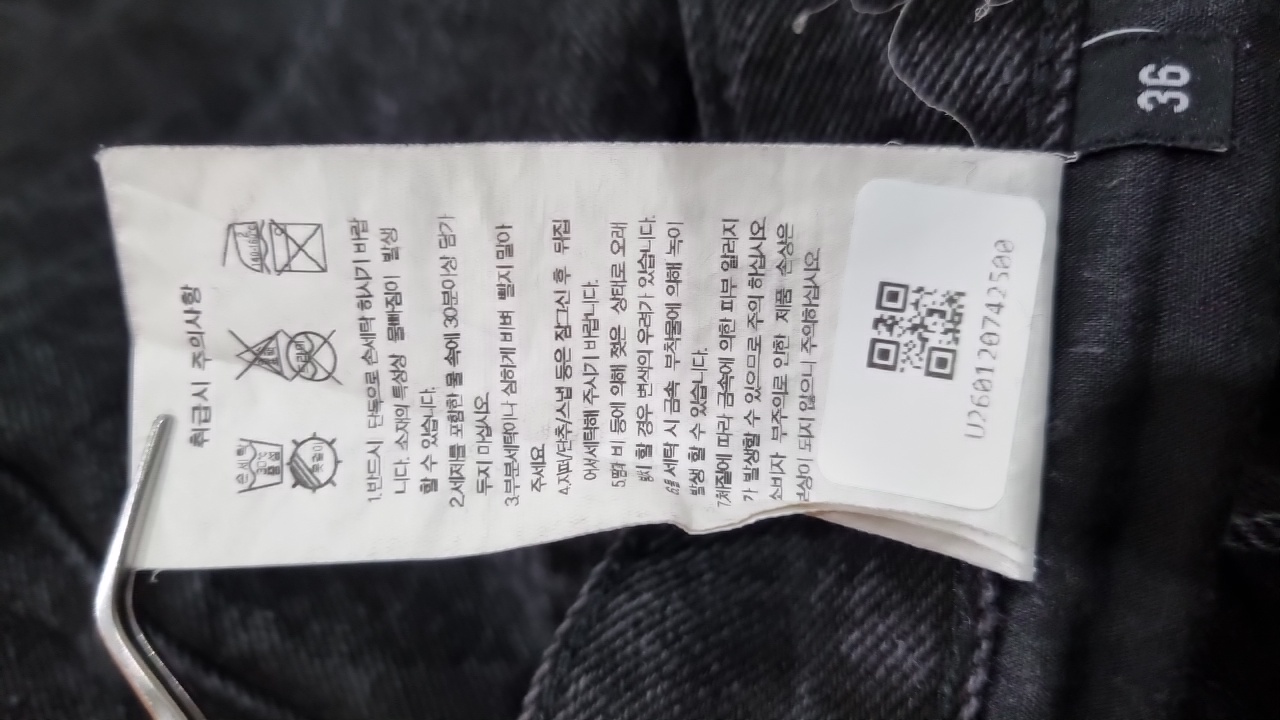 취급시 주의사항
손세탁
30℃
중성
2
140-160℃
옷걸이
드라이
1.반드시 단독으로 손세탁 하시기 바랍
니다. 소재의 특성상 물빠짐이 발생
할 수 있습니다.
2.세제를 포함한 물 속에 30분이상 담가
두지 마십시오.
3.부분세탁이나 심하게 비벼 빨지 말아
주세요.
4.지퍼/단추/스냅 등은 잠그신 후 뒤집
어서세탁해 주시기 바랍니다.
5.땀 비 등에 의해 젖은 상태로 오래
방치 할 경우 변색의 우려가 있습니다.
6.물 세탁 시 금속 부착물에 의해 녹이
발생 할 수 있습니다.
7.체질에 따라 금속에 의한 피부 알러지
가 발생할 수 있으므로 주의 하십시오.
소비자 부주의로 인한 제품 손상은
보상이 되지 않으니 주의하십시오
U260120742500
36